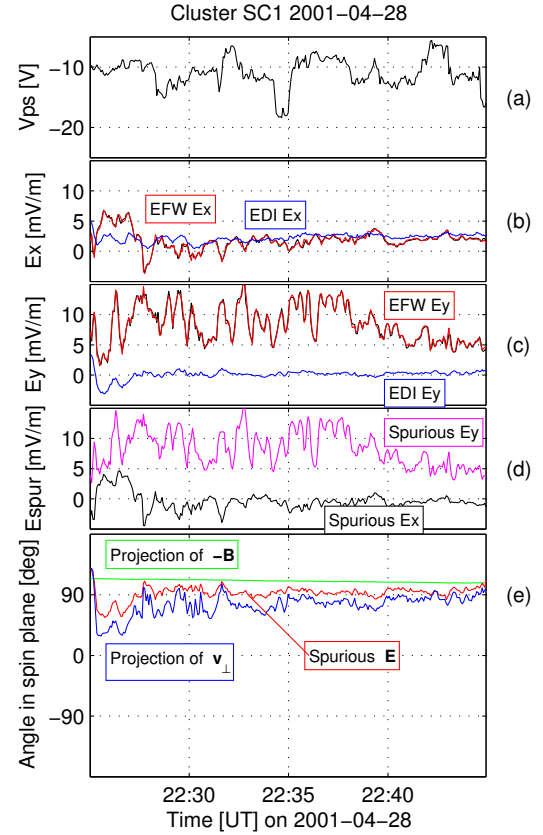 Cluster SC1 2001−04−28
Vps [V]
−10
−20
(a)
Ex [mV/m]
10
5
0
EFW Ex
EDI Ex
(b)
Ey [mV/m]
10
5
0
EFW Ey
EDI Ey
(c)
Espur [mV/m]
10
5
0
Spurious Ey
Spurious Ex
(d)
Angle in spin plane [deg]
90
0
−90
Projection of −B
Projection of v⊥
Spurious E
(e)
22:30 22:35 22:40
Time [UT] on 2001−04−28